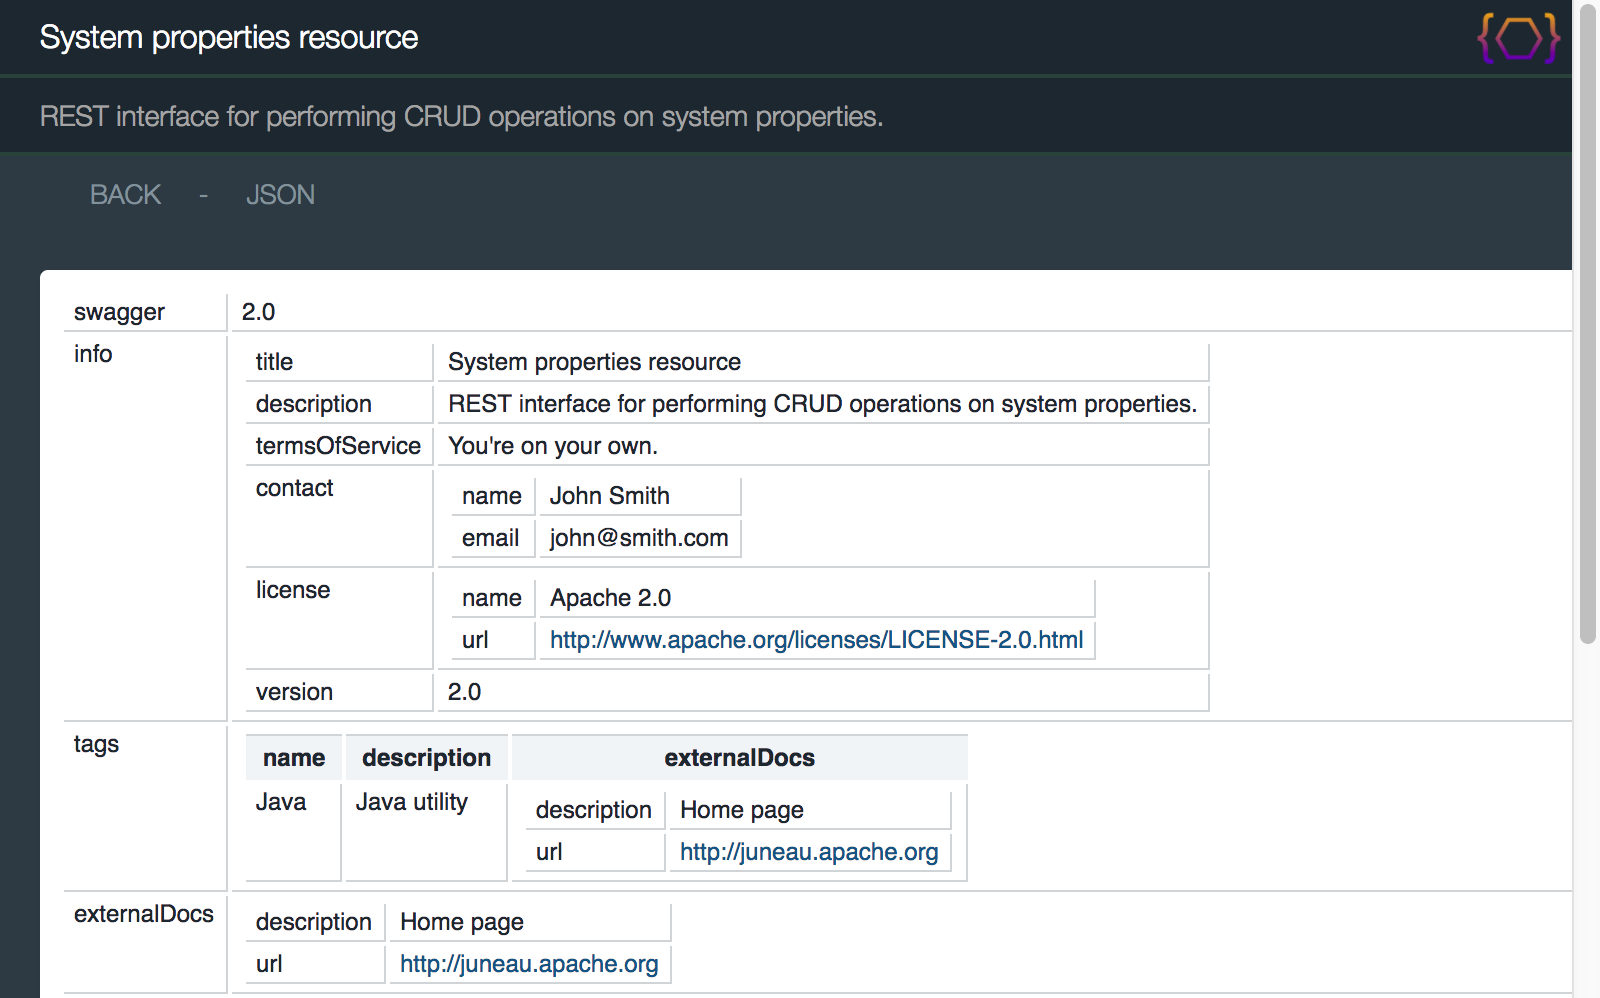 System properties resource
REST interface for performing CRUD operations on system properties.
BACK - JSON
swagger 2.0
info
title System properties resource
description REST interface for performing CRUD operations on system properties.
termsOfService You're on your own.
contact
name John Smith
email john@smith.com
license
name Apache 2.0
url http://www.apache.org/licenses/LICENSE-2.0.html
version 2.0
tags
name description externalDocs
Java Java utility
description Home page
url http://juneau.apache.org
externalDocs
description Home page
url http://juneau.apache.org